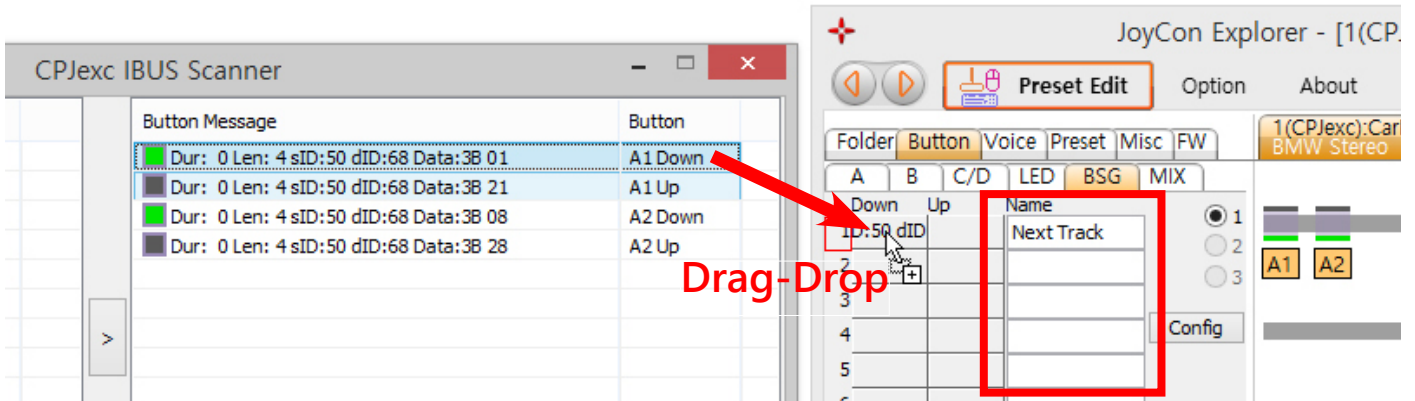 CPJexc IBUS Scanner
Button Message Button
Dur: 0 Len: 4 sID:50 dID:68 Data:3B 01 A1 Down
Dur: 0 Len: 4 sID:50 dID:68 Data:3B 21 A1 Up
Dur: 0 Len: 4 sID:50 dID:68 Data:3B 08 A2 Down
Dur: 0 Len: 4 sID:50 dID:68 Data:3B 28 A2 Up
>
Drag-Drop
JoyCon Explorer - [1(CPJ
Preset Edit Option About
Folder Button Voice Preset Misc FW
A B C/D LED BSG MIX
Down Up Name
ID:50 dID Next Track
2
3
4
5
1
2
3
Config
1(CPJexc):Carl
BMW Stereo
A1 A2